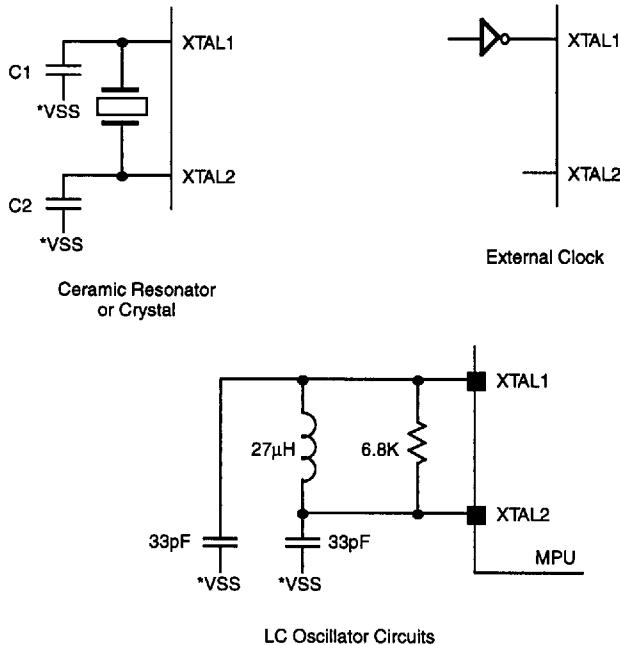 XTAL1
C1
*VSS
XTAL2
C2
*VSS
Ceramic Resonator
or Crystal
XTAL1
XTAL2
External Clock
XTAL1
27µH
6.8K
XTAL2
33pF
33pF
*VSS
*VSS
MPU
LC Oscillator Circuits